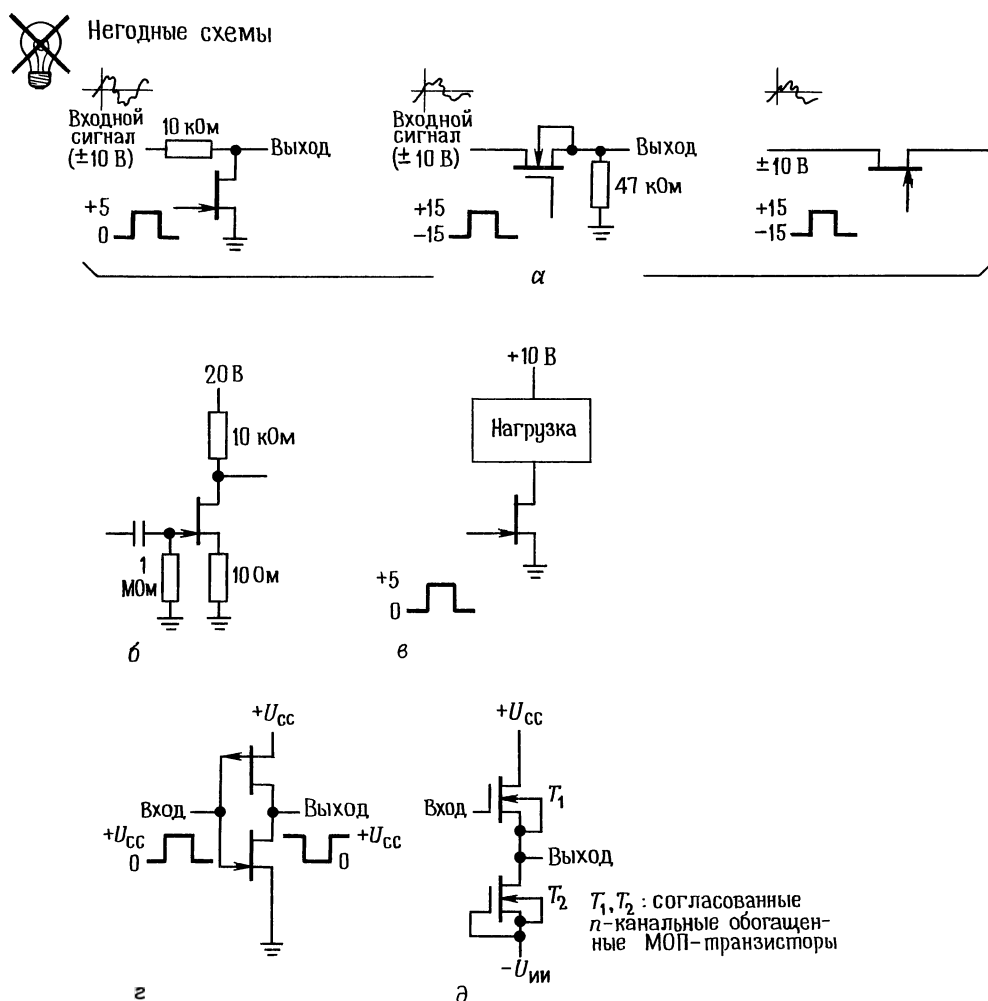 Негодные схемы
Входной
сигнал
(±10 В)
10 кОм
Выход
+5
0
Входной
сигнал
(±10 В)
Выход
47 кОм
+15
−15
±10 В
+15
−15
а
20 В
10 кОм
1
МОм
10 Ом
б
+10 В
Нагрузка
+5
0
в
+Uсс
Вход
Выход
+Uсс
0
+Uсс
0
г
+Uсс
Вход
T1
Выход
T2
−Uии
T1, T2 : согласованные
n-канальные обогащен-
ные МОП-транзисторы
д